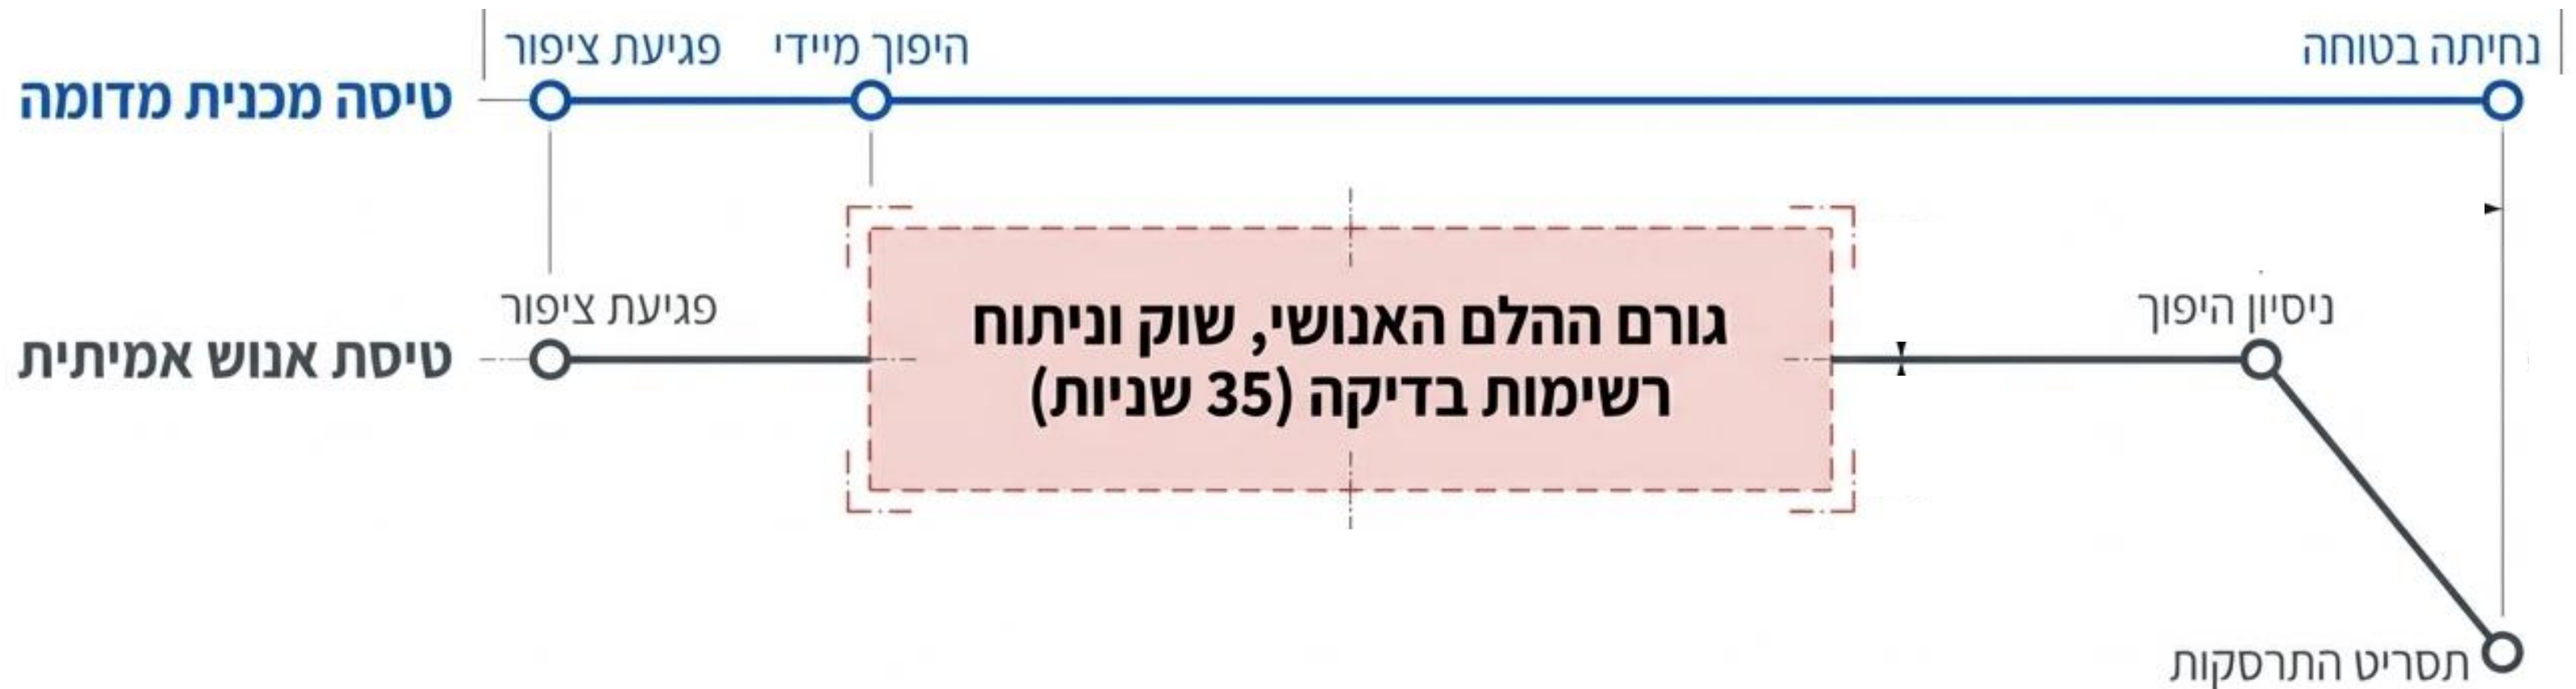 פגיעת ציפור
היפוך מיידי
נחיתה בטוחה
טיסה מכנית מדומה
פגיעת ציפור
טיסת אנוש אמיתית
גורם ההלם האנושי, שוק וניתוח
רשימות בדיקה (35 שניות)
ניסיון היפוך
תסריט התרסקות